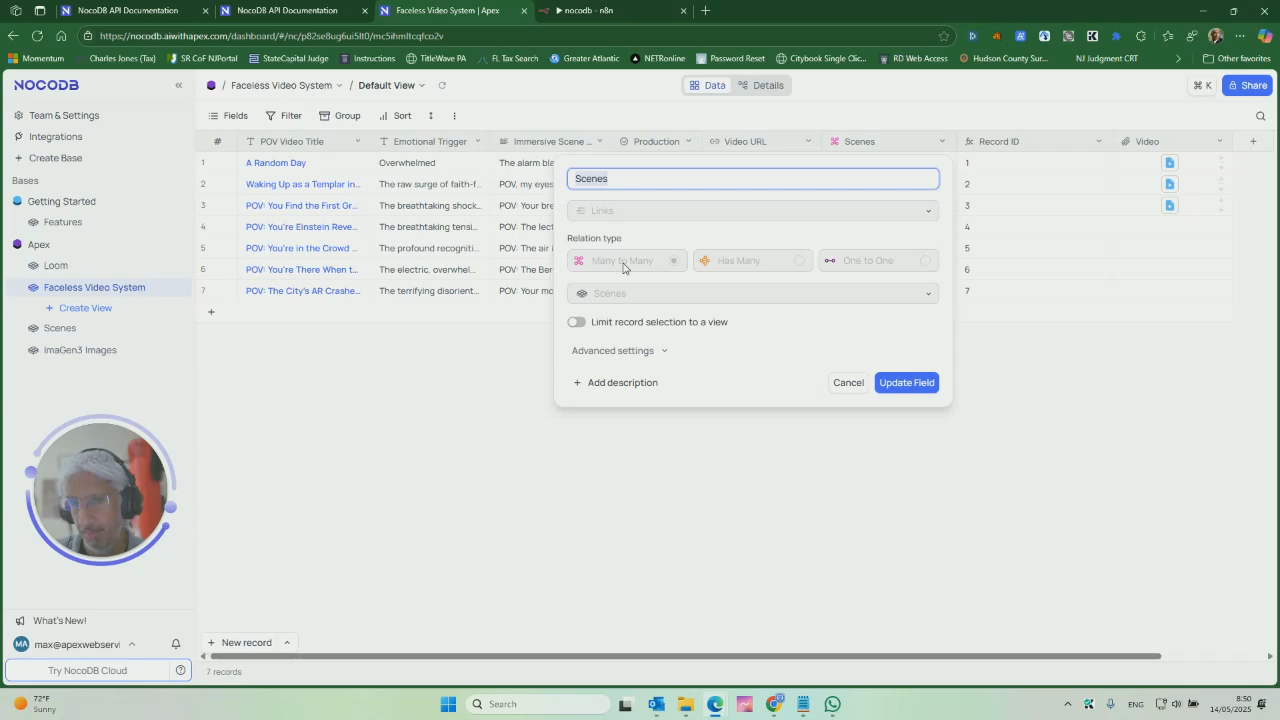 NocoDB API Documentation
NocoDB API Documentation
Faceless Video System | Apex
nocodb - n8n
https://nocodb.aiwithapex.com/dashboard/#/nc/p82se8ug6ui5lt0/mc5ihmltcqfco2v
Momentum
Charles Jones (Tax)
SR CoF NJPortal
StateCapital Guide
Instructions
TitleWave PA
FL Tax Search
Greater Atlantic
NETRonline
Password Reset
Citybook Single Clic...
RD Web Access
Hudson County Sur...
NJ Judgment CRT
Other favorites
NOCODB
/ Faceless Video System / Default View
Data
Details
⌘ K
Share
Team & Settings
Integrations
Create Base
Bases
Getting Started
Features
Apex
Loom
Faceless Video System
Create View
Scenes
ImaGen3 Images
Fields
Filter
Group
Sort
# POV Video Title Emotional Trigger Immersive Scene ... Production Video URL Scenes Record ID Video
1 A Random Day Overwhelmed The alarm bla 1
2 Waking Up as a Templar in... The raw surge of faith-f... POV, my eyes 2
3 POV: You Find the First Gr... The breathtaking shock... POV: Your bre 3
4 POV: You're Einstein Reve... The breathtaking tensi... POV: The lect 4
5 POV: You're in the Crowd ... The profound recogniti... POV: The air i 5
6 POV: You're There When t... The electric, overwhel... POV: The Ber 6
7 POV: The City's AR Crashe... The terrifying disorient... POV: Your mo 7
Scenes
Links
Relation type
Many to Many
Has Many
One to One
Scenes
Limit record selection to a view
Advanced settings
Add description
Cancel
Update Field
What's New!
MA max@apexwebservi
Try NocoDB Cloud
New record
7 records
72°F
Sunny
Search
ENG
8:50
14/05/2025